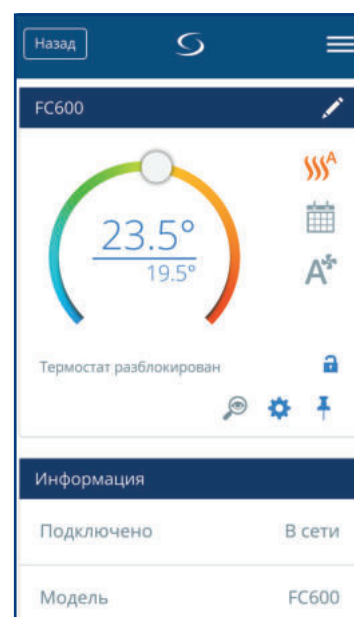 Назад
FC600
A
23.5°
19.5°
A
Термостат разблокирован
Информация
Подключено В сети
Модель FC600